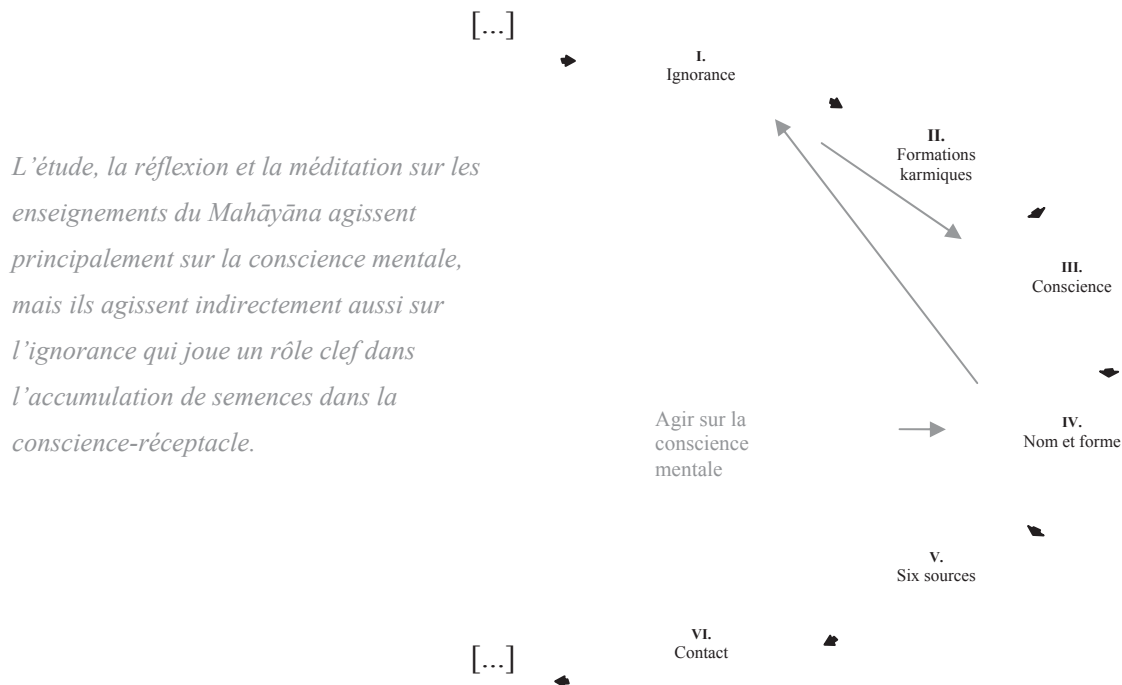 [...]
I.
Ignorance
II.
Formations
karmiques
L’étude, la réflexion et la méditation sur les
enseignements du Mahāyāna agissent
principalement sur la conscience mentale,
mais ils agissent indirectement aussi sur
l’ignorance qui joue un rôle clef dans
l’accumulation de semences dans la
conscience-réceptacle.
III.
Conscience
Agir sur la
conscience
mentale
IV.
Nom et forme
V.
Six sources
VI.
Contact
[...]